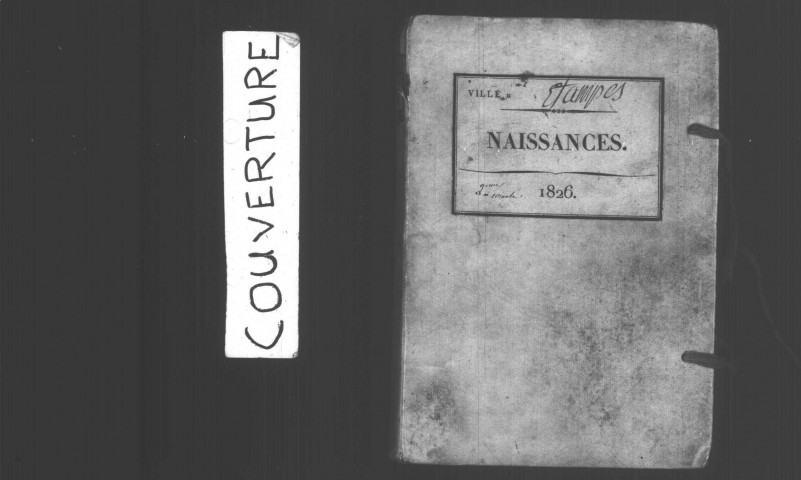 COUVERTURE
VILLE d' Etampes
NAISSANCES.
1826.